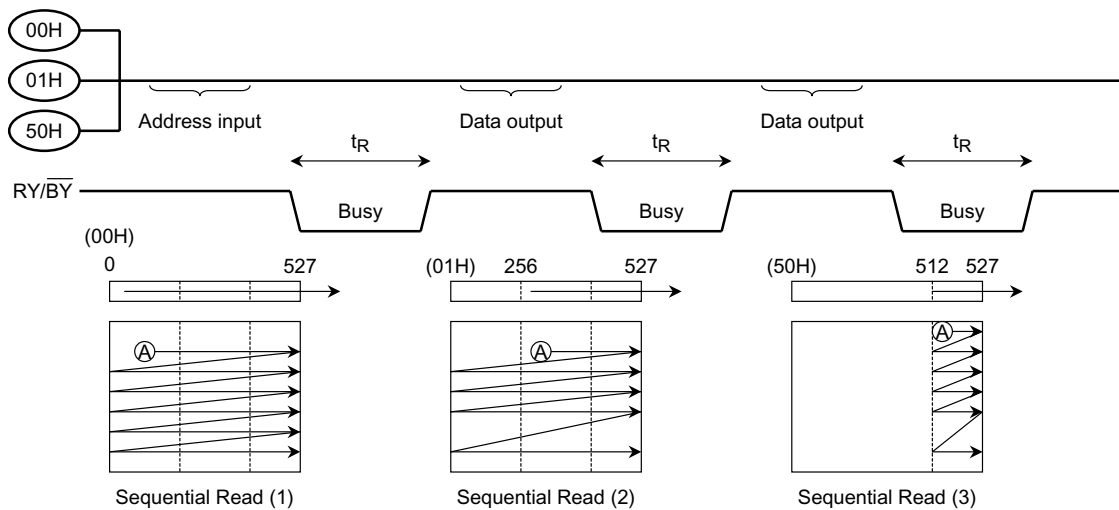 00H
01H
50H
Address input
Data output
Data output
tR
tR
tR
RY/BY
Busy
Busy
Busy
(00H)
0
527
(01H)
256
527
(50H)
512
527
A
A
A
Sequential Read (1)
Sequential Read (2)
Sequential Read (3)